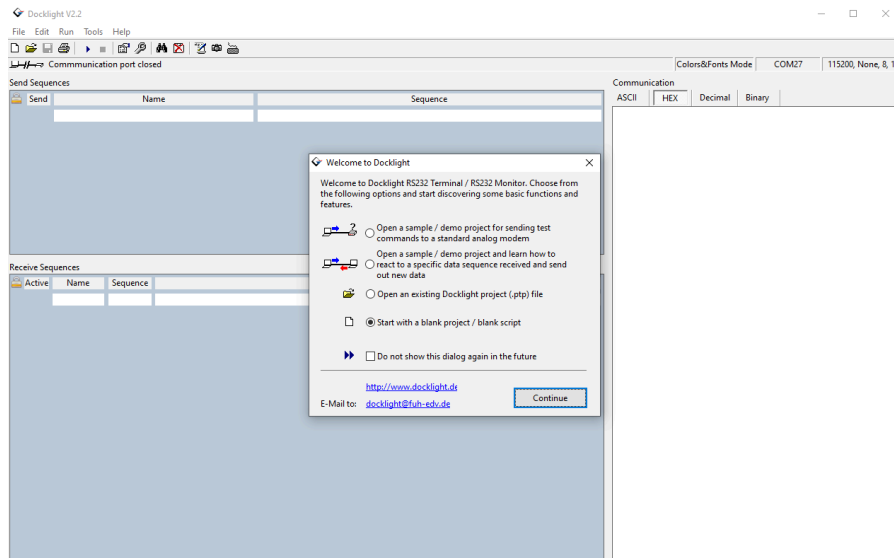 Docklight V2.2
File Edit Run Tools Help
Commmunication port closed
Colors&Fonts Mode COM27 115200, None, 8, 1
Send Sequences
Send Name Sequence
Communication
ASCII HEX Decimal Binary
Welcome to Docklight
Welcome to Docklight RS232 Terminal / RS232 Monitor. Choose from
the following options and start discovering some basic functions and
features.
Open a sample / demo project for sending test
commands to a standard analog modem
Open a sample / demo project and learn how to
react to a specific data sequence received and send
out new data
Open an existing Docklight project (.ptp) file
Start with a blank project / blank script
Do not show this dialog again in the future
http://www.docklight.de
E-Mail to: docklight@fuh-edv.de
Continue
Receive Sequences
Active Name Sequence